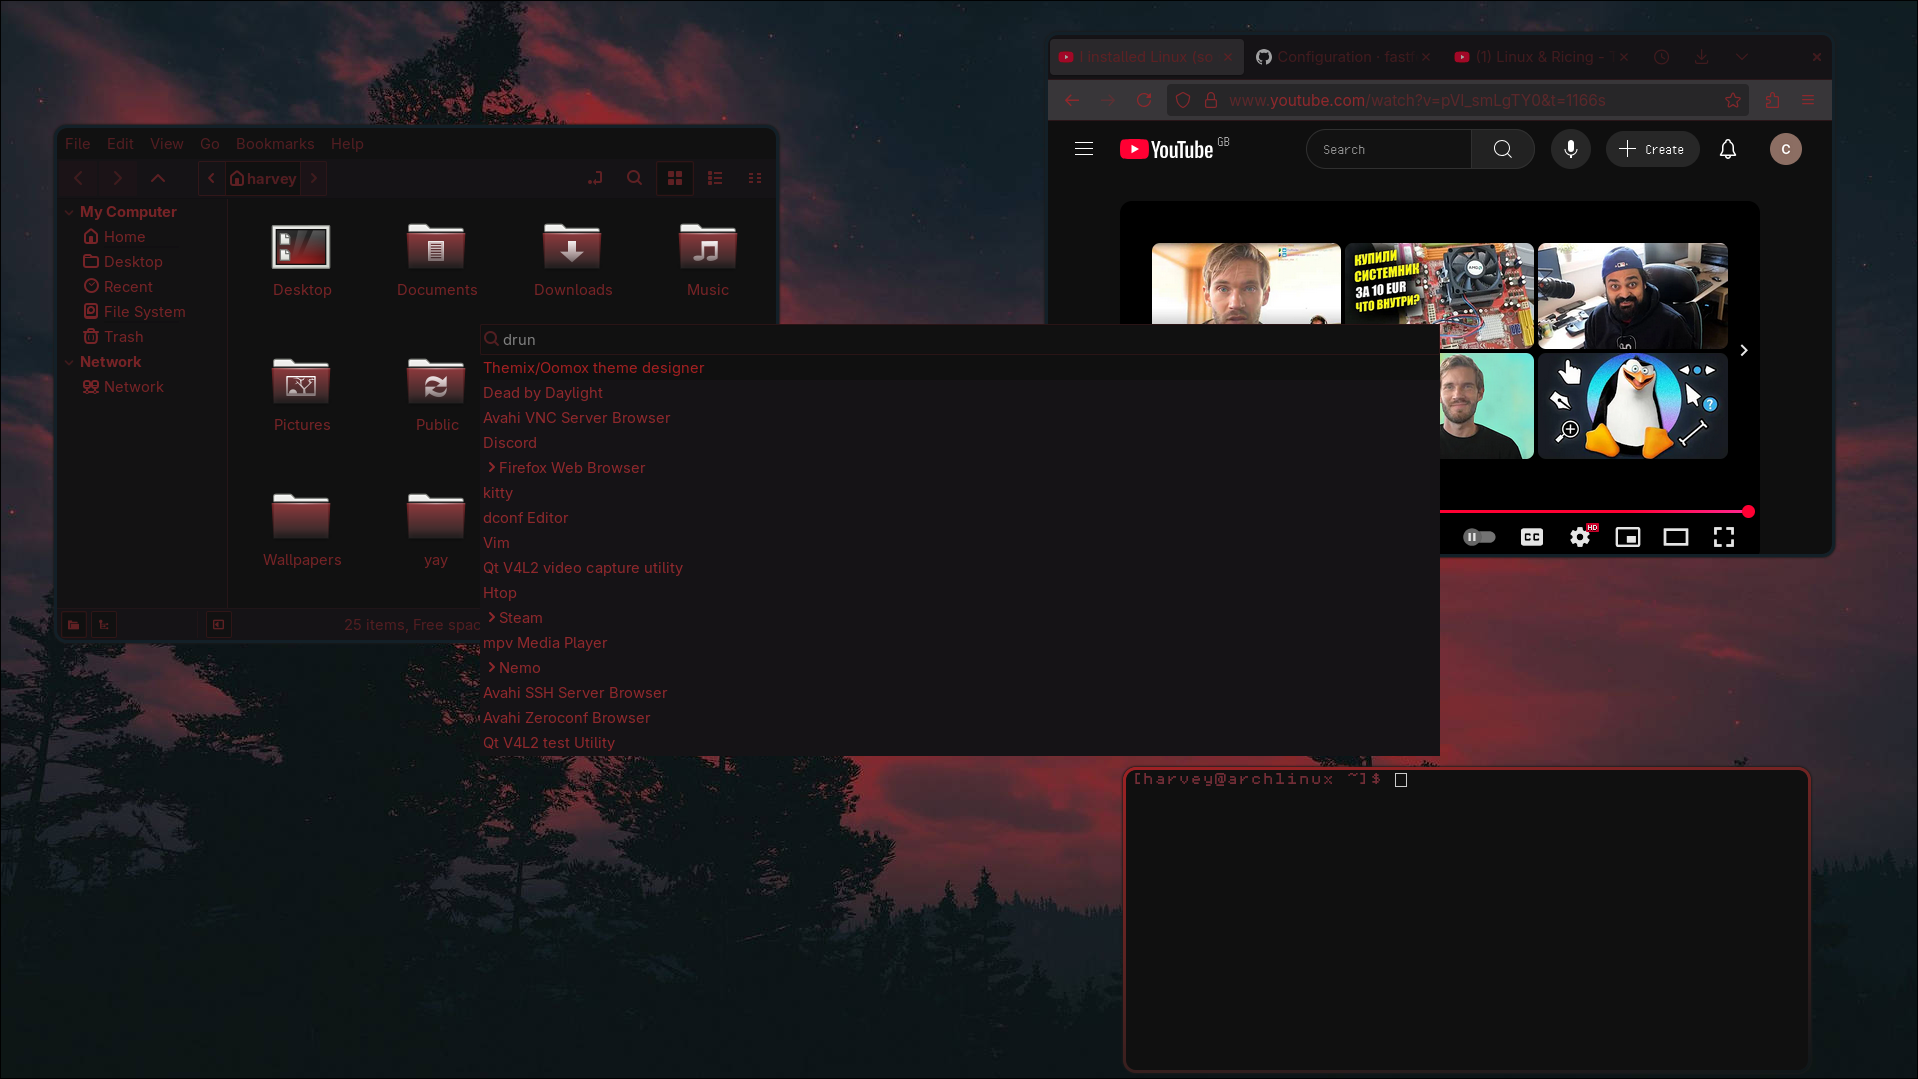 File Edit View Go Bookmarks Help
harvey
My Computer
Home
Desktop
Recent
File System
Trash
Network
Network
Desktop
Documents
Downloads
Music
Pictures
Public
Wallpapers
yay
25 items, Free spac
drun
Themix/Oomox theme designer
Dead by Daylight
Avahi VNC Server Browser
Discord
Firefox Web Browser
kitty
dconf Editor
Vim
Qt V4L2 video capture utility
Htop
Steam
mpv Media Player
Nemo
Avahi SSH Server Browser
Avahi Zeroconf Browser
Qt V4L2 test Utility
i installed Linux (so
Configuration · fastf
(1) Linux & Ricing -
www.youtube.com/watch?v=pVI_smLgTY0&t=1166s
YouTube GB
Search
Create
C
КУПИЛИ
СИСТЕМНИК
ЗА 10 EUR
ЧТО ВНУТРИ?
AMD
CC
HD
[harvey@archlinux ~]$